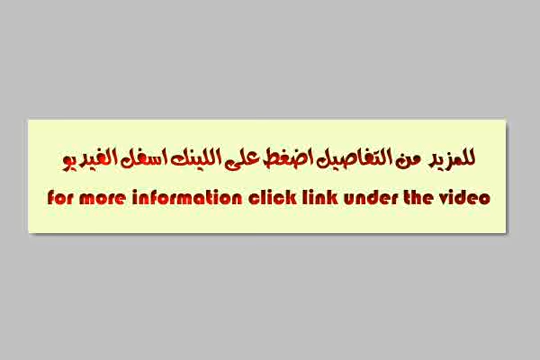 للمزيد من التفاصيل اضغط على اللينك اسفل الفيديو
for more information click link under the video